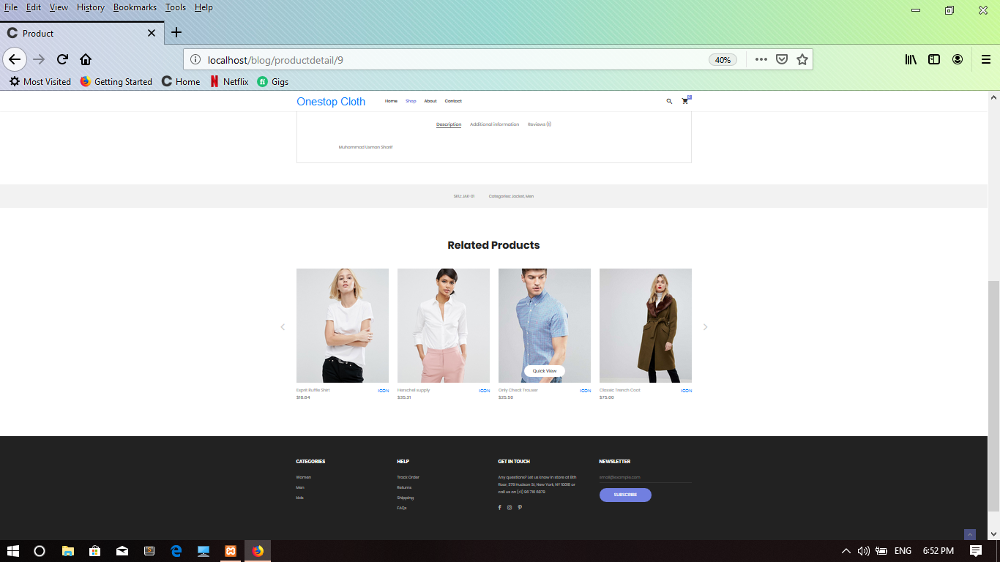 File Edit View History Bookmarks Tools Help
Product
localhost/blog/productdetail/9 40%
Most Visited Getting Started Home Netflix Gigs
Onestop Cloth Home Shop About Contact 0
Description Additional information Reviews (1)
Muhammad Usman Sharif
SKU: JAK-01 Categories: Jacket, Men
Related Products
Quick View
Esprit Ruffle Shirt ICON Herschel supply ICON Only Check Trouser ICON Classic Trench Coat ICON
$16.64 $35.31 $25.50 $75.00
CATEGORIES HELP GET IN TOUCH NEWSLETTER
Women Track Order Any questions? Let us know in store at 8th email@example.com
Men Returns floor, 379 Hudson St, New York, NY 10018 or
kids Shipping call us on (+1) 96 716 6879
SUBSCRIBE
FAQs
ENG 6:52 PM